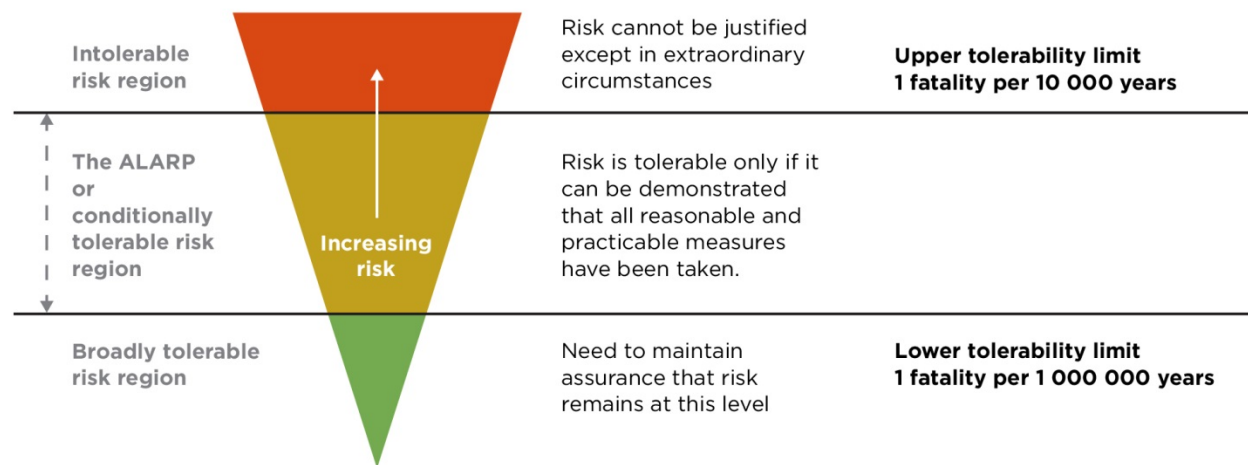 Intolerable
risk region
Risk cannot be justified
except in extraordinary
circumstances
Upper tolerability limit
1 fatality per 10 000 years
The ALARP
or
conditionally
tolerable risk
region
Increasing
risk
Risk is tolerable only if it
can be demonstrated
that all reasonable and
practicable measures
have been taken.
Broadly tolerable
risk region
Need to maintain
assurance that risk
remains at this level
Lower tolerability limit
1 fatality per 1 000 000 years